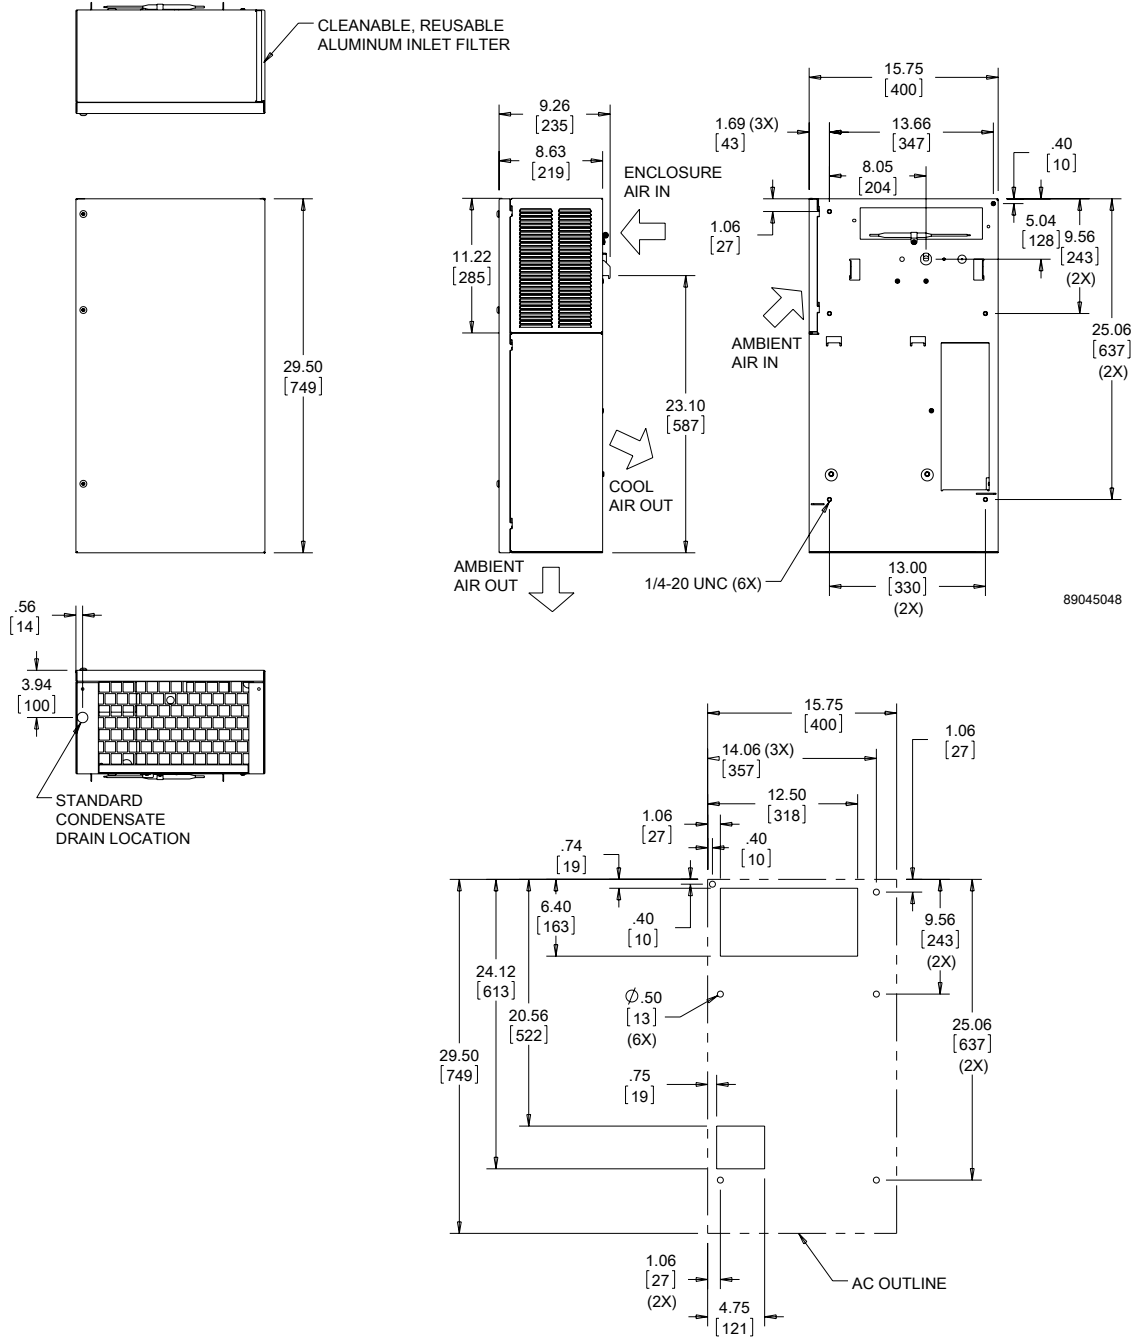 CLEANABLE, REUSABLE
ALUMINUM INLET FILTER
15.75
[400]
9.26
[235]
1.69 (3X)
[43]
13.66
[347]
.40
[10]
8.63
[219]
ENCLOSURE
AIR IN
8.05
[204]
1.06
[27]
5.04
[128]
9.56
[243]
(2X)
11.22
[285]
AMBIENT
AIR IN
25.06
[637]
(2X)
29.50
[749]
23.10
[587]
COOL
AIR OUT
AMBIENT
AIR OUT
1/4-20 UNC (6X)
13.00
[330]
(2X)
89045048
.56
[14]
3.94
[100]
STANDARD
CONDENSATE
DRAIN LOCATION
15.75
[400]
1.06
[27]
14.06 (3X)
[357]
12.50
[318]
1.06
[27]
.40
[10]
.74
[19]
6.40
[163]
.40
[10]
9.56
[243]
(2X)
24.12
[613]
Ø.50
[13]
(6X)
20.56
[522]
25.06
[637]
(2X)
29.50
[749]
.75
[19]
1.06
[27]
(2X)
AC OUTLINE
4.75
[121]